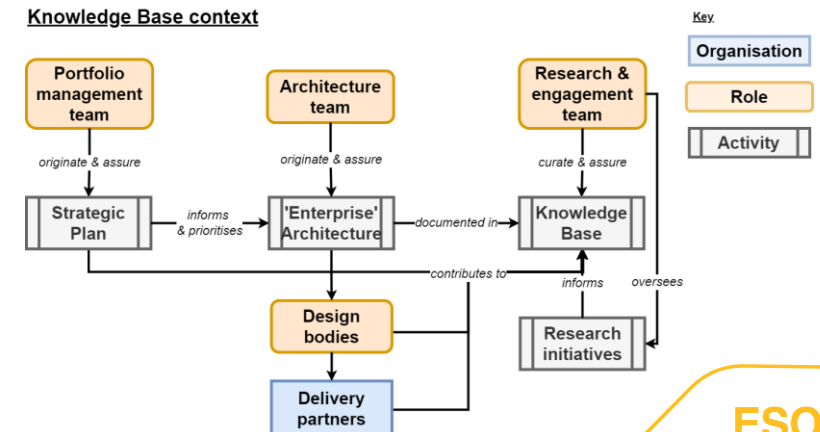 Knowledge Base context
Key
Organisation
Role
Activity
Portfolio
management
team
Architecture
team
Research &
engagement
team
originate & assure
originate & assure
curate & assure
Strategic
Plan
informs
& prioritises
'Enterprise'
Architecture
documented in
Knowledge
Base
contributes to
informs
oversees
Design
bodies
Research
initiatives
Delivery
partners
ESO